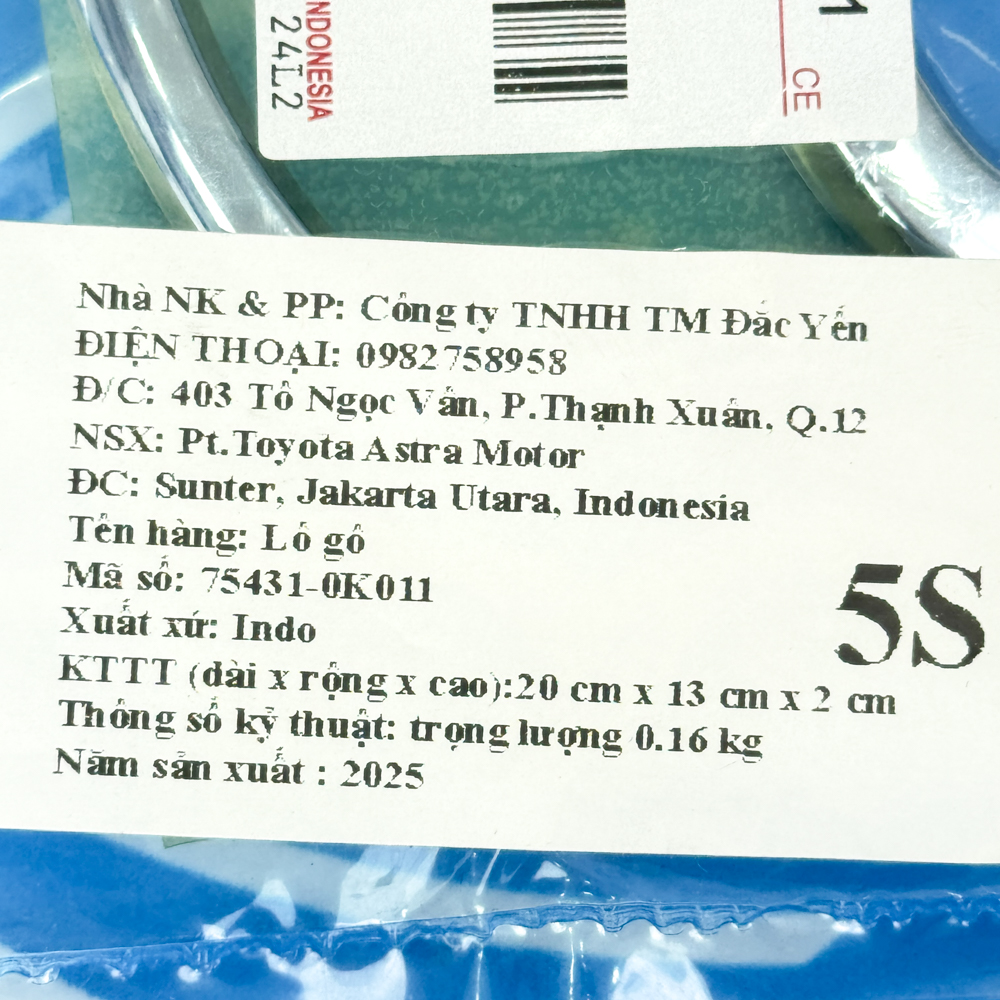 INDONESIA
24L2
1
CE
Nhà NK & PP: Công ty TNHH TM Đắc Yến
ĐIỆN THOẠI: 0982758958
Đ/C: 403 Tô Ngọc Vân, P.Thạnh Xuân, Q.12
NSX: Pt.Toyota Astra Motor
ĐC: Sunter, Jakarta Utara, Indonesia
Tên hàng: Lô gô
Mã số: 75431-0K011
Xuất xứ: Indo
5S
KTTT (dài x rộng x cao):20 cm x 13 cm x 2 cm
Thông số kỹ thuật: trọng lượng 0.16 kg
Năm sản xuất : 2025